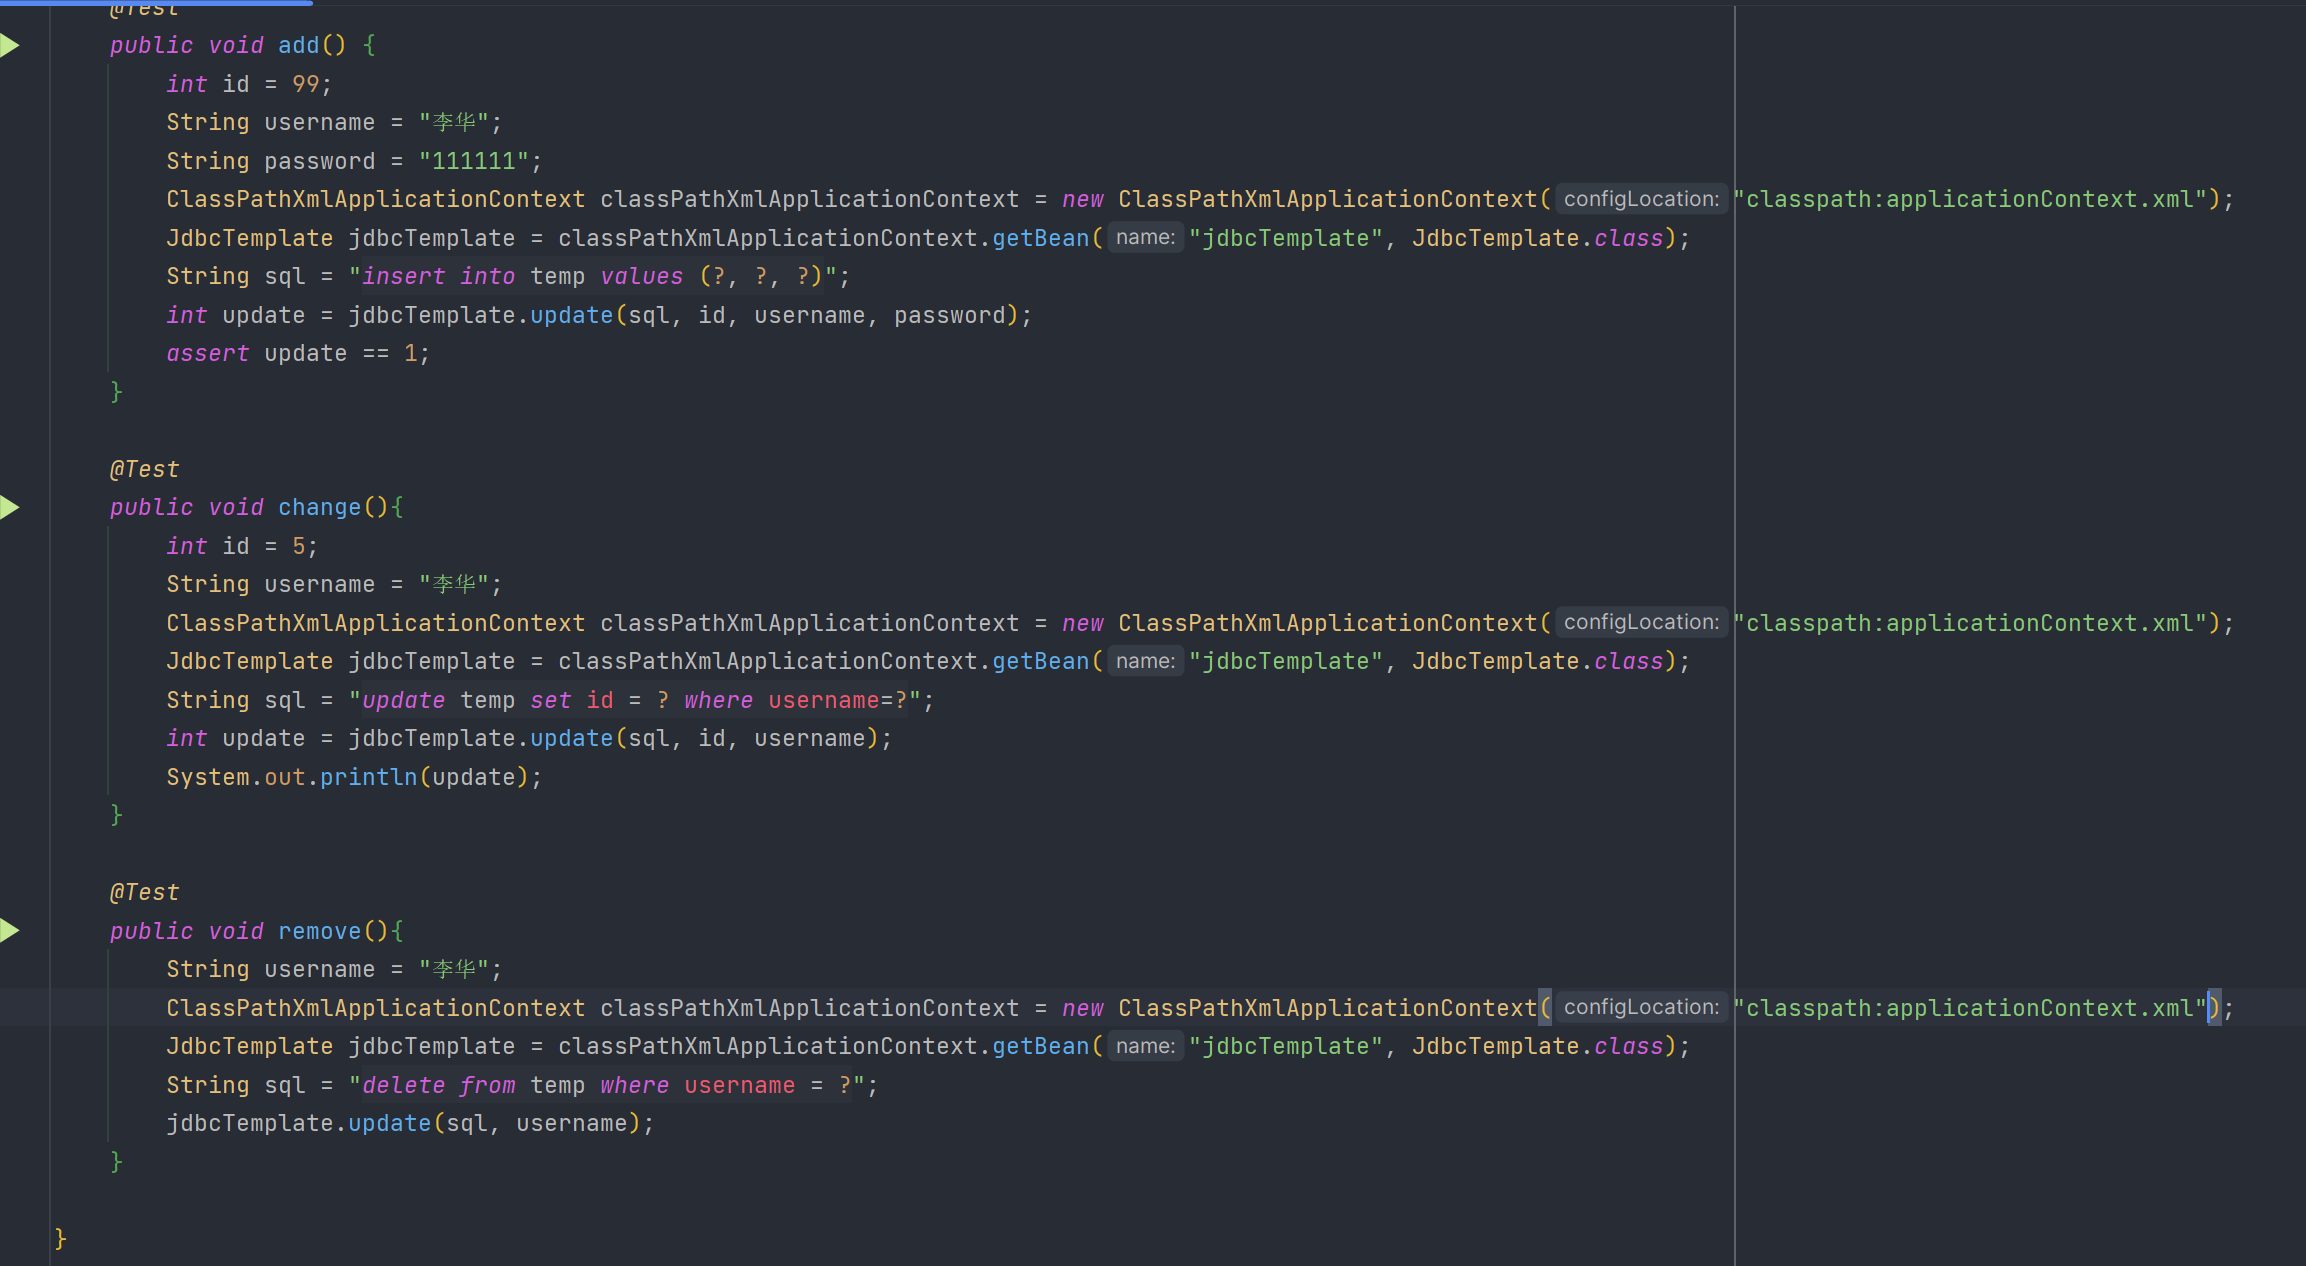 @Test
public void add() {
int id = 99;
String username = "李华";
String password = "111111";
ClassPathXmlApplicationContext classPathXmlApplicationContext = new ClassPathXmlApplicationContext( configLocation: "classpath:applicationContext.xml");
JdbcTemplate jdbcTemplate = classPathXmlApplicationContext.getBean( name: "jdbcTemplate", JdbcTemplate.class);
String sql = "insert into temp values (?, ?, ?)";
int update = jdbcTemplate.update(sql, id, username, password);
assert update == 1;
}
@Test
public void change(){
int id = 5;
String username = "李华";
ClassPathXmlApplicationContext classPathXmlApplicationContext = new ClassPathXmlApplicationContext( configLocation: "classpath:applicationContext.xml");
JdbcTemplate jdbcTemplate = classPathXmlApplicationContext.getBean( name: "jdbcTemplate", JdbcTemplate.class);
String sql = "update temp set id = ? where username=?";
int update = jdbcTemplate.update(sql, id, username);
System.out.println(update);
}
@Test
public void remove(){
String username = "李华";
ClassPathXmlApplicationContext classPathXmlApplicationContext = new ClassPathXmlApplicationContext( configLocation: "classpath:applicationContext.xml");
JdbcTemplate jdbcTemplate = classPathXmlApplicationContext.getBean( name: "jdbcTemplate", JdbcTemplate.class);
String sql = "delete from temp where username = ?";
jdbcTemplate.update(sql, username);
}
}